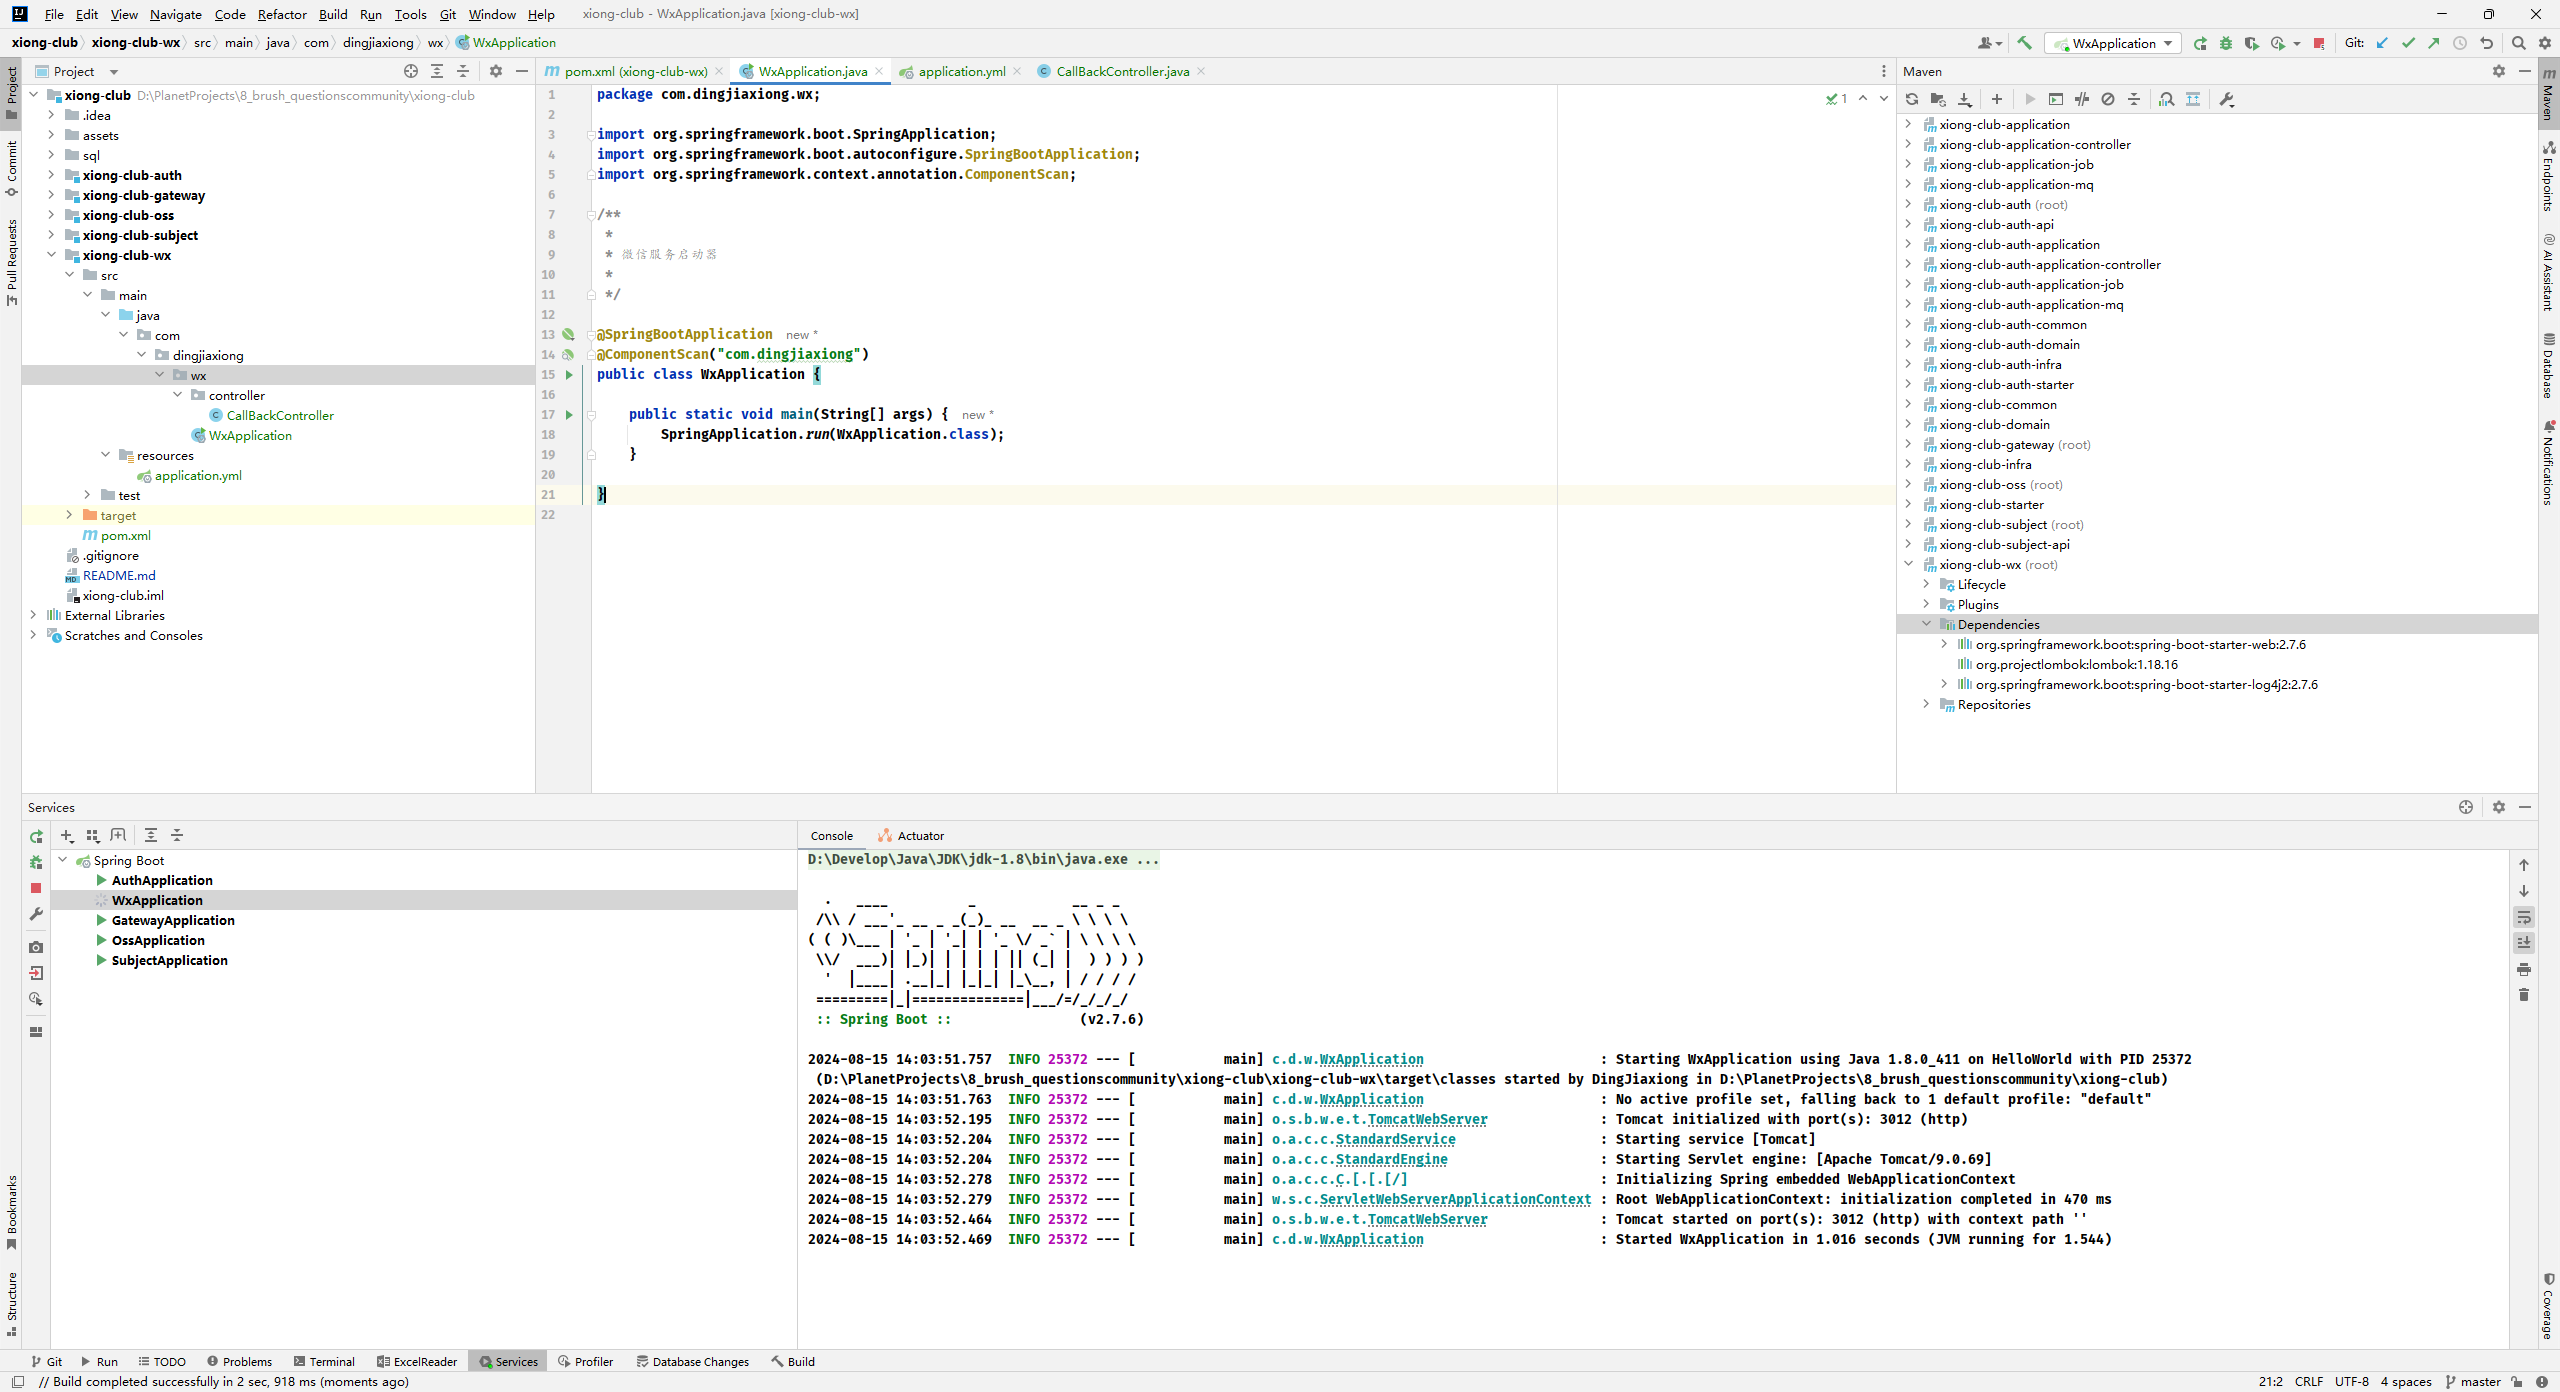 File Edit View Navigate Code Refactor Build Run Tools Git Window Help xiong-club - WxApplication.java [xiong-club-wx]
xiong-club xiong-club-wx src main java com dingjiaxiong wx WxApplication
WxApplication
Git:
Project
Commit
Pull Requests
Bookmarks
Structure
Project
xiong-club D:\PlanetProjects\8_brush_questionscommunity\xiong-club
.idea
assets
sql
xiong-club-auth
xiong-club-gateway
xiong-club-oss
xiong-club-subject
xiong-club-wx
src
main
java
com
dingjiaxiong
wx
controller
CallBackController
WxApplication
resources
application.yml
test
target
pom.xml
.gitignore
README.md
xiong-club.iml
External Libraries
Scratches and Consoles
pom.xml (xiong-club-wx) WxApplication.java application.yml CallBackController.java
1 package com.dingjiaxiong.wx;
2
3 import org.springframework.boot.SpringApplication;
4 import org.springframework.boot.autoconfigure.SpringBootApplication;
5 import org.springframework.context.annotation.ComponentScan;
6
7 /**
8 *
9 * 微信服务启动器
10 *
11 */
12
13 @SpringBootApplication new *
14 @ComponentScan("com.dingjiaxiong")
15 public class WxApplication {
16
17 public static void main(String[] args) { new *
18 SpringApplication.run(WxApplication.class);
19 }
20
21 }
22
1
Maven
xiong-club-application
xiong-club-application-controller
xiong-club-application-job
xiong-club-application-mq
xiong-club-auth (root)
xiong-club-auth-api
xiong-club-auth-application
xiong-club-auth-application-controller
xiong-club-auth-application-job
xiong-club-auth-application-mq
xiong-club-auth-common
xiong-club-auth-domain
xiong-club-auth-infra
xiong-club-auth-starter
xiong-club-common
xiong-club-domain
xiong-club-gateway (root)
xiong-club-infra
xiong-club-oss (root)
xiong-club-starter
xiong-club-subject (root)
xiong-club-subject-api
xiong-club-wx (root)
Lifecycle
Plugins
Dependencies
org.springframework.boot:spring-boot-starter-web:2.7.6
org.projectlombok:lombok:1.18.16
org.springframework.boot:spring-boot-starter-log4j2:2.7.6
Repositories
Maven
Endpoints
AI Assistant
Database
Notifications
Coverage
Services
Spring Boot
AuthApplication
WxApplication
GatewayApplication
OssApplication
SubjectApplication
Console Actuator
D:\Develop\Java\JDK\jdk-1.8\bin\java.exe ...
:: Spring Boot :: (v2.7.6)
2024-08-15 14:03:51.757 INFO 25372 --- [ main] c.d.w.WxApplication : Starting WxApplication using Java 1.8.0_411 on HelloWorld with PID 25372
(D:\PlanetProjects\8_brush_questionscommunity\xiong-club\xiong-club-wx\target\classes started by DingJiaxiong in D:\PlanetProjects\8_brush_questionscommunity\xiong-club)
2024-08-15 14:03:51.763 INFO 25372 --- [ main] c.d.w.WxApplication : No active profile set, falling back to 1 default profile: "default"
2024-08-15 14:03:52.195 INFO 25372 --- [ main] o.s.b.w.e.t.TomcatWebServer : Tomcat initialized with port(s): 3012 (http)
2024-08-15 14:03:52.204 INFO 25372 --- [ main] o.a.c.c.StandardService : Starting service [Tomcat]
2024-08-15 14:03:52.204 INFO 25372 --- [ main] o.a.c.c.StandardEngine : Starting Servlet engine: [Apache Tomcat/9.0.69]
2024-08-15 14:03:52.278 INFO 25372 --- [ main] o.a.c.c.C.[.[.[/] : Initializing Spring embedded WebApplicationContext
2024-08-15 14:03:52.279 INFO 25372 --- [ main] w.s.c.ServletWebServerApplicationContext : Root WebApplicationContext: initialization completed in 470 ms
2024-08-15 14:03:52.464 INFO 25372 --- [ main] o.s.b.w.e.t.TomcatWebServer : Tomcat started on port(s): 3012 (http) with context path ''
2024-08-15 14:03:52.469 INFO 25372 --- [ main] c.d.w.WxApplication : Started WxApplication in 1.016 seconds (JVM running for 1.544)
Git Run TODO Problems Terminal ExcelReader Services Profiler Database Changes Build
// Build completed successfully in 2 sec, 918 ms (moments ago)
21:2 CRLF UTF-8 4 spaces master